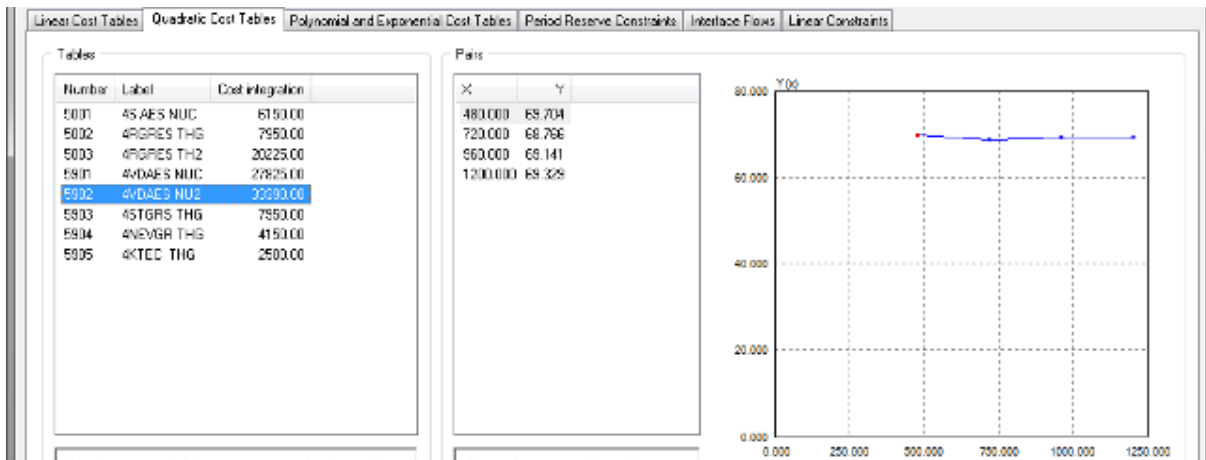 Linear Cost Tables Quadratic Cost Tables Polynomial and Exponential Cost Tables Period Reserve Constraints Interface Flows Linear Constraints
Tables
Number Label Cost integration
5001 4S AES NUC 6150.00
5002 4RGRES THG 7950.00
5003 4RGRES TH2 20225.00
5901 4VDAES NUC 27825.00
5902 4VDAES NU2 33390.00
5903 4STGRS THG 7950.00
5904 4NEVGR THG 4150.00
5905 4KTEC THG 2500.00
Pairs
X Y
480.000 69.704
720.000 68.766
960.000 69.141
1200.000 69.329
Y(x)
80.000
60.000
40.000
20.000
0.000
0.000 250.000 500.000 750.000 1000.000 1250.000